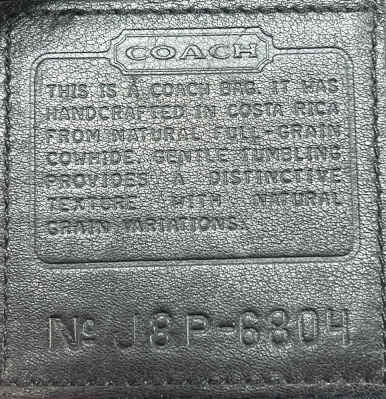 COACH
THIS IS A COACH BAG. IT WAS
HANDCRAFTED IN COSTA RICA
FROM NATURAL FULL-GRAIN
COWHIDE. GENTLE TUMBLING
PROVIDES A DISTINCTIVE
TEXTURE WITH NATURAL
GRAIN VARIATIONS.
No J8P-6804